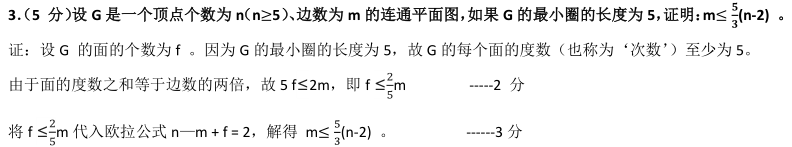 3.(5 分)设 G 是一个顶点个数为 n(n≥5)、边数为 m 的连通平面图,如果 G 的最小圈的长度为 5,证明:m≤ 5/3(n-2) 。
证:设 G 的面的个数为 f 。因为 G 的最小圈的长度为 5,故 G 的每个面的度数(也称为‘次数’)至少为 5。
由于面的度数之和等于边数的两倍,故 5 f≤2m,即 f ≤2/5m -----2 分
将 f ≤2/5m 代入欧拉公式 n—m + f = 2,解得 m≤ 5/3(n-2) 。 ------3 分